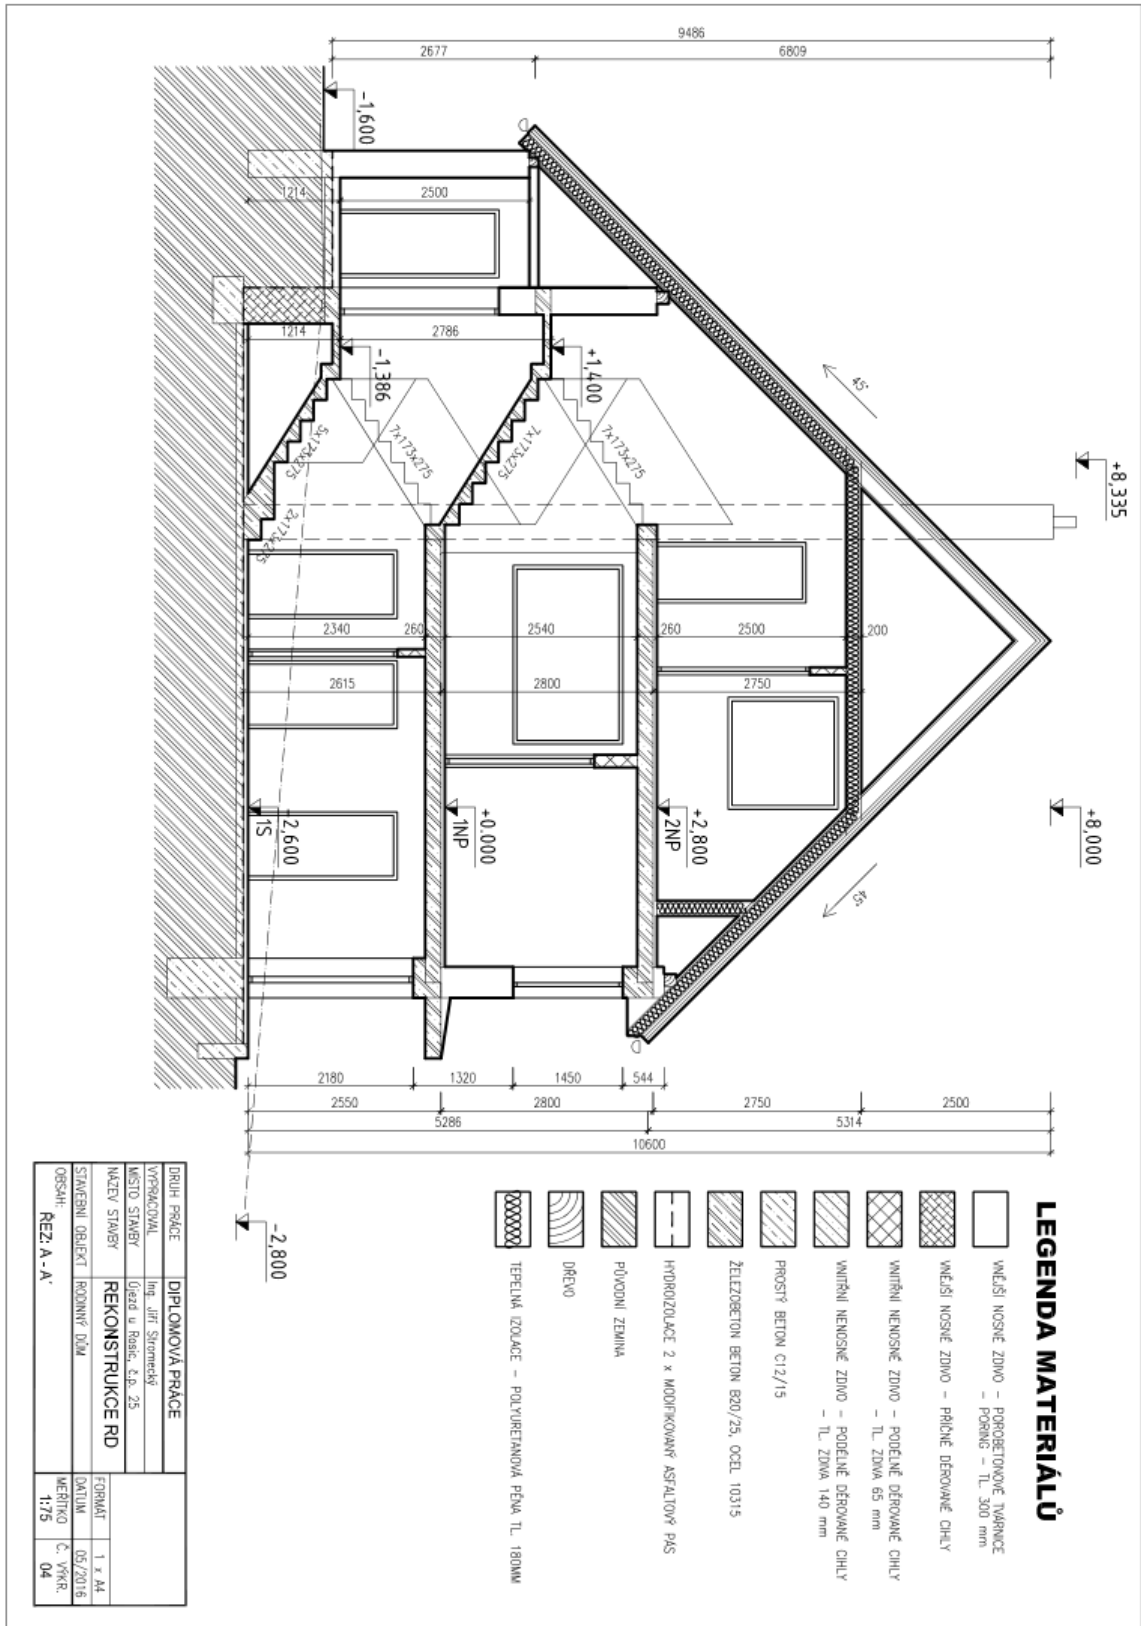 9486
2677
6809
-1,600
1214
2500
1214
2786
-1,386
+1,400
45°
+8,335
5x173x275
7x173x275
7x173x275
7x173x275
2x173x275
2340
260
2540
260
2500
200
2615
2800
2750
-2,600
1S
+0.000
1NP
+2,800
2NP
+8,000
45°
2180
1320
1450
544
2550
2800
2750
2500
5286
5314
10600
-2,800
LEGENDA MATERIÁLŮ
VNĚJŠÍ NOSNÉ ZDIVO - POROBETONOVÉ TVÁRNICE
- PORING - TL. 300 mm
VNĚJŠÍ NOSNÉ ZDIVO - PŘÍČNĚ DĚROVANÉ CIHLY
VNITŘNÍ NENOSNÉ ZDIVO - PODÉLNĚ DĚROVANÉ CIHLY
- TL. ZDIVA 65 mm
VNITŘNÍ NENOSNÉ ZDIVO - PODÉLNĚ DĚROVANÉ CIHLY
- TL. ZDIVA 140 mm
PROSTÝ BETON C12/15
ŽELEZOBETON BETON B20/25, OCEL 10315
HYDROIZOLACE 2 x MODIFIKOVANÝ ASFALTOVÝ PÁS
PŮVODNÍ ZEMINA
DŘEVO
TEPELNÁ IZOLACE - POLYURETANOVÁ PĚNA TL. 180MM
DRUH PRÁCE DIPLOMOVÁ PRÁCE
VYPRACOVAL Ing. Jiří Stromecký
MÍSTO STAVBY Újezd u Rosic, č.p. 25
NÁZEV STAVBY REKONSTRUKCE RD
FORMÁT 1 x A4
STAVEBNÍ OBJEKT RODINNÝ DŮM
DATUM 05/2016
OBSAH:
ŘEZ: A - A'
MĚŘÍTKO
1:75
Č. VÝKR.
04